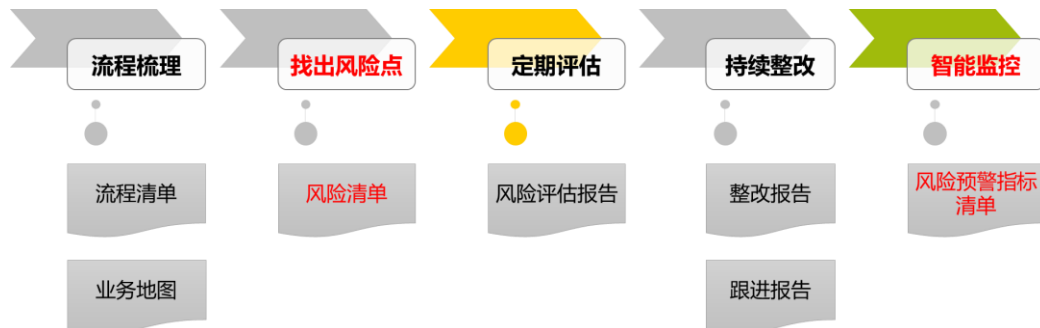 流程梳理
找出风险点
定期评估
持续整改
智能监控
流程清单
风险清单
风险评估报告
整改报告
风险预警指标
清单
业务地图
跟进报告